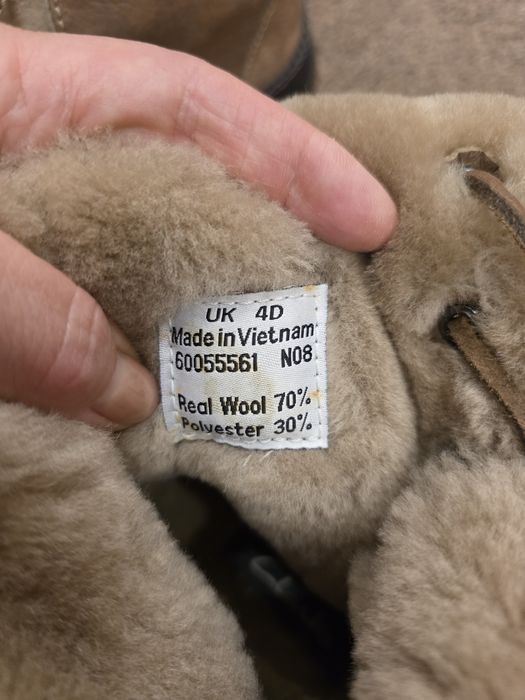 UK 4D
Made in Vietnam
60055561 N08
Real Wool 70%
Polyester 30%